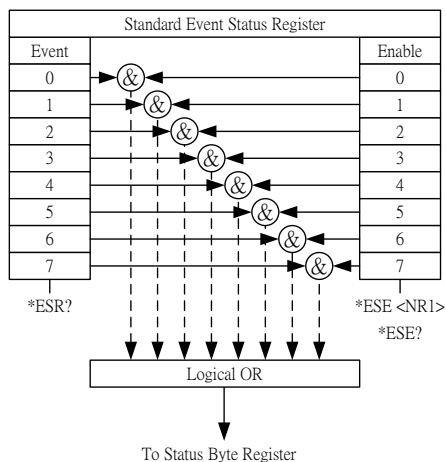 Standard Event Status Register
Event Enable
0 & 0
1 & 1
2 & 2
3 & 3
4 & 4
5 & 5
6 & 6
7 & 7
*ESR? *ESE <NR1>
*ESE?
Logical OR
To Status Byte Register